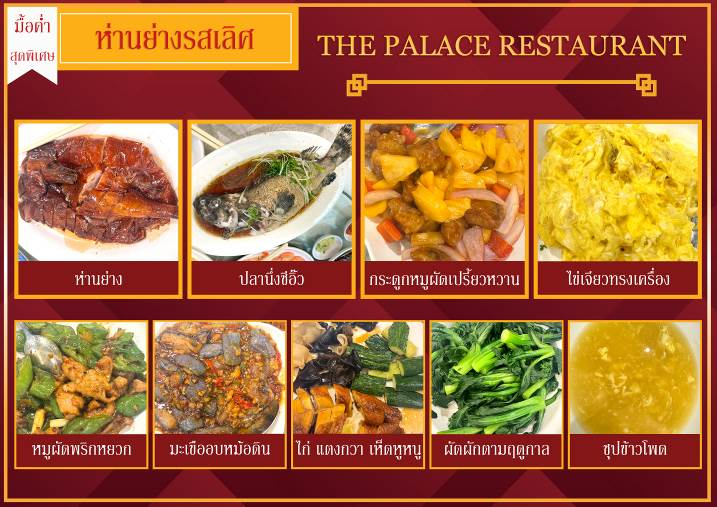 มื้อค่ำ
สุดพิเศษ
ห่านย่างรสเลิศ
THE PALACE RESTAURANT
ห่านย่าง
ปลานึ่งซีอิ๊ว
กระดูกหมูผัดเปรี้ยวหวาน
ไข่เจียวทรงเครื่อง
หมูผัดพริกหยวก
มะเขืออบหม้อดิน
ไก่ แตงกวา เห็ดหูหนู
ผัดผักตามฤดูกาล
ซุปข้าวโพด